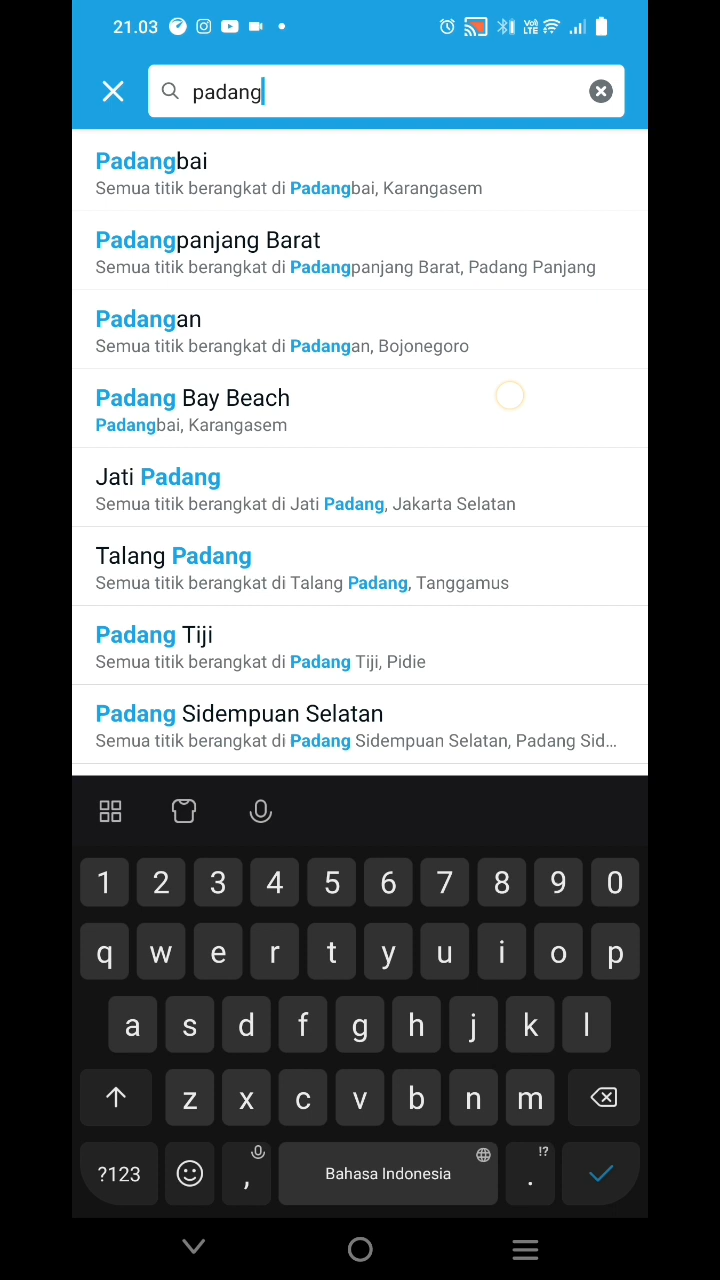 21.03
VoLTE
padang
Padangbai
Semua titik berangkat di Padangbai, Karangasem
Padangpanjang Barat
Semua titik berangkat di Padangpanjang Barat, Padang Panjang
Padangan
Semua titik berangkat di Padangan, Bojonegoro
Padang Bay Beach
Padangbai, Karangasem
Jati Padang
Semua titik berangkat di Jati Padang, Jakarta Selatan
Talang Padang
Semua titik berangkat di Talang Padang, Tanggamus
Padang Tiji
Semua titik berangkat di Padang Tiji, Pidie
Padang Sidempuan Selatan
Semua titik berangkat di Padang Sidempuan Selatan, Padang Sid...
1 2 3 4 5 6 7 8 9 0
q w e r t y u i o p
a s d f g h j k l
z x c v b n m
?123 , Bahasa Indonesia . !?